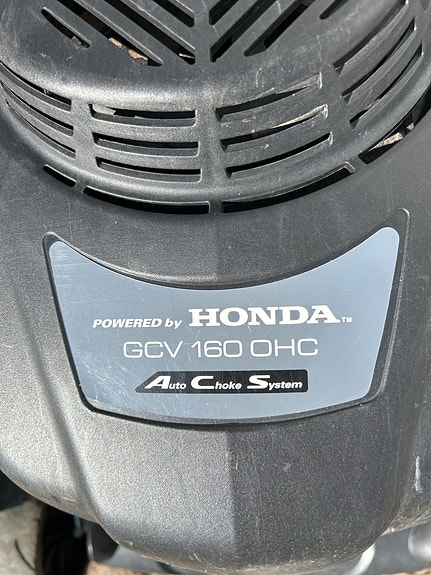 POWERED by HONDA™
GCV 160 OHC
Auto Choke System